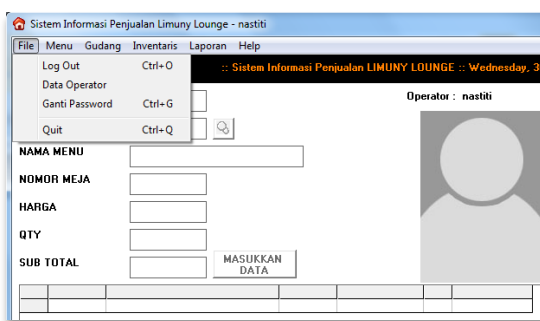 Sistem Informasi Penjualan Limuny Lounge - nastiti
File Menu Gudang Inventaris Laporan Help
:: Sistem Informasi Penjualan LIMUNY LOUNGE :: Wednesday, 3
Log Out Ctrl+O
Data Operator
Ganti Password Ctrl+G
Quit Ctrl+Q
Operator : nastiti
NAMA MENU
NOMOR MEJA
HARGA
QTY
SUB TOTAL
MASUKKAN
DATA